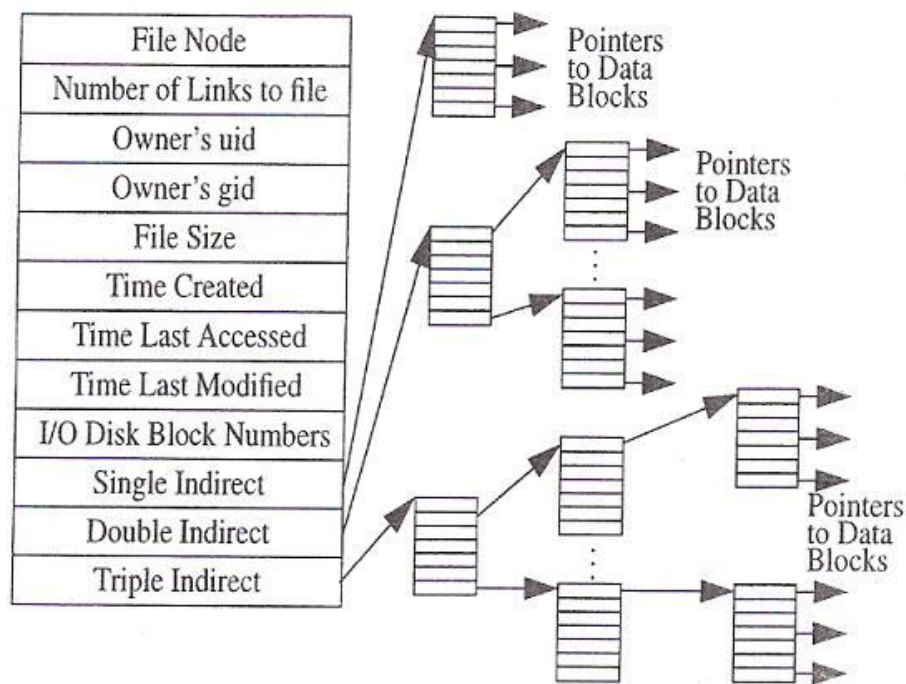 File Node
Number of Links to file
Owner's uid
Owner's gid
File Size
Time Created
Time Last Accessed
Time Last Modified
I/O Disk Block Numbers
Single Indirect
Double Indirect
Triple Indirect
Pointers
to Data
Blocks
Pointers
to Data
Blocks
Pointers
to Data
Blocks